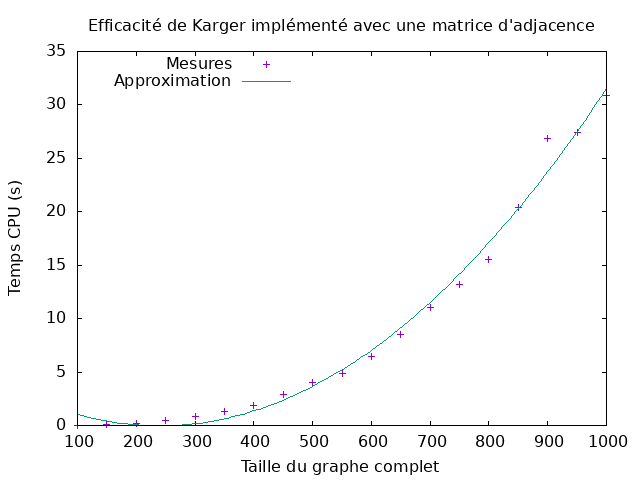 Efficacité de Karger implémenté avec une matrice d'adjacence
Mesures
Approximation
Temps CPU (s)
35
30
25
20
15
10
5
0
100 200 300 400 500 600 700 800 900 1000
Taille du graphe complet